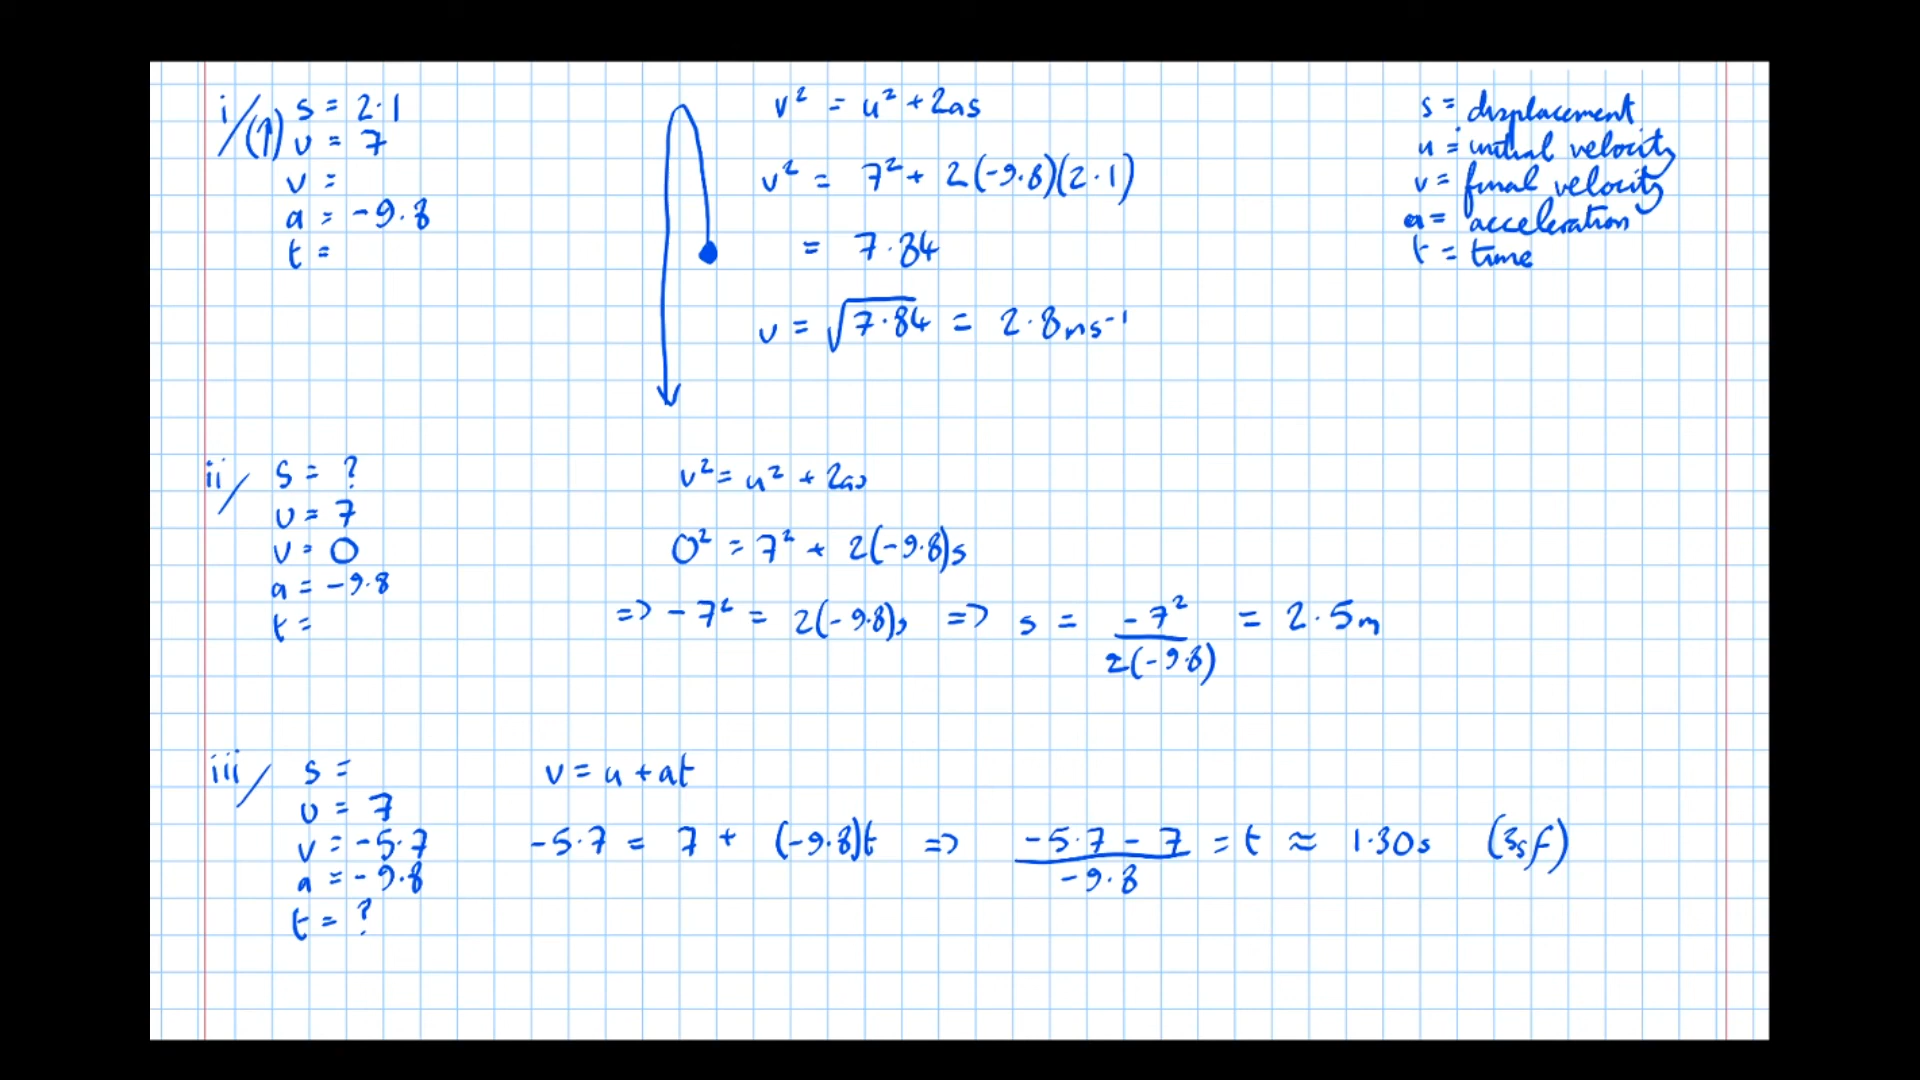 i/(↑) s = 2.1
u = 7
v =
a = -9.8
t =
v² = u² + 2as
v² = 7² + 2(-9.8)(2.1)
= 7.84
v = √7.84 = 2.8ms⁻¹
s = displacement
u = initial velocity
v = final velocity
a = acceleration
t = time
ii/ s = ?
u = 7
v = 0
a = -9.8
t =
v² = u² + 2as
0² = 7² + 2(-9.8)s
=> -7² = 2(-9.8)s => s = -7²/2(-9.8) = 2.5m
iii/ s =
u = 7
v = -5.7
a = -9.8
t = ?
v = u + at
-5.7 = 7 + (-9.8)t => (-5.7 - 7)/-9.8 = t ≈ 1.30s (3sf)